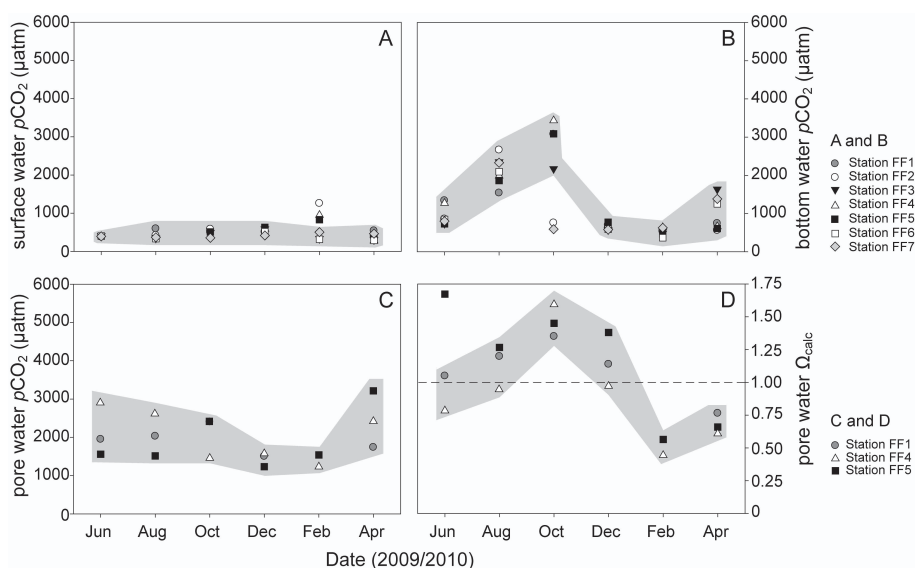 6000
5000
4000
3000
2000
1000
0
surface water pCO₂ (µatm)
A
B
6000
5000
4000
3000
2000
1000
0
bottom water pCO₂ (µatm)
A and B
Station FF1
Station FF2
Station FF3
Station FF4
Station FF5
Station FF6
Station FF7
6000
5000
4000
3000
2000
1000
0
pore water pCO₂ (µatm)
C
D
1.75
1.50
1.25
1.00
0.75
0.50
0.25
0
pore water Ωcalc
C and D
Station FF1
Station FF4
Station FF5
Jun Aug Oct Dec Feb Apr
Jun Aug Oct Dec Feb Apr
Date (2009/2010)